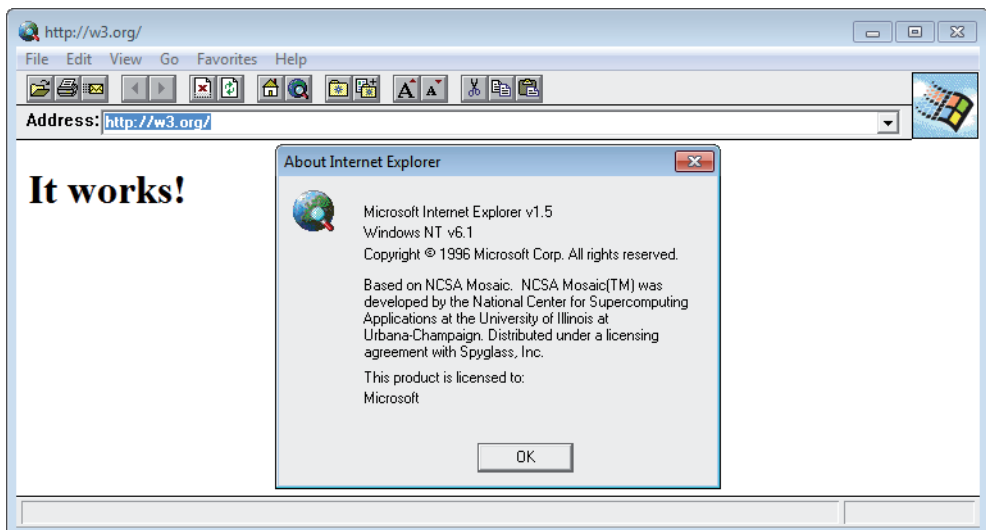 http://w3.org/
File Edit View Go Favorites Help
Address: http://w3.org/
It works!
About Internet Explorer
Microsoft Internet Explorer v1.5
Windows NT v6.1
Copyright © 1996 Microsoft Corp. All rights reserved.
Based on NCSA Mosaic. NCSA Mosaic(TM) was
developed by the National Center for Supercomputing
Applications at the University of Illinois at
Urbana-Champaign. Distributed under a licensing
agreement with Spyglass, Inc.
This product is licensed to:
Microsoft
OK